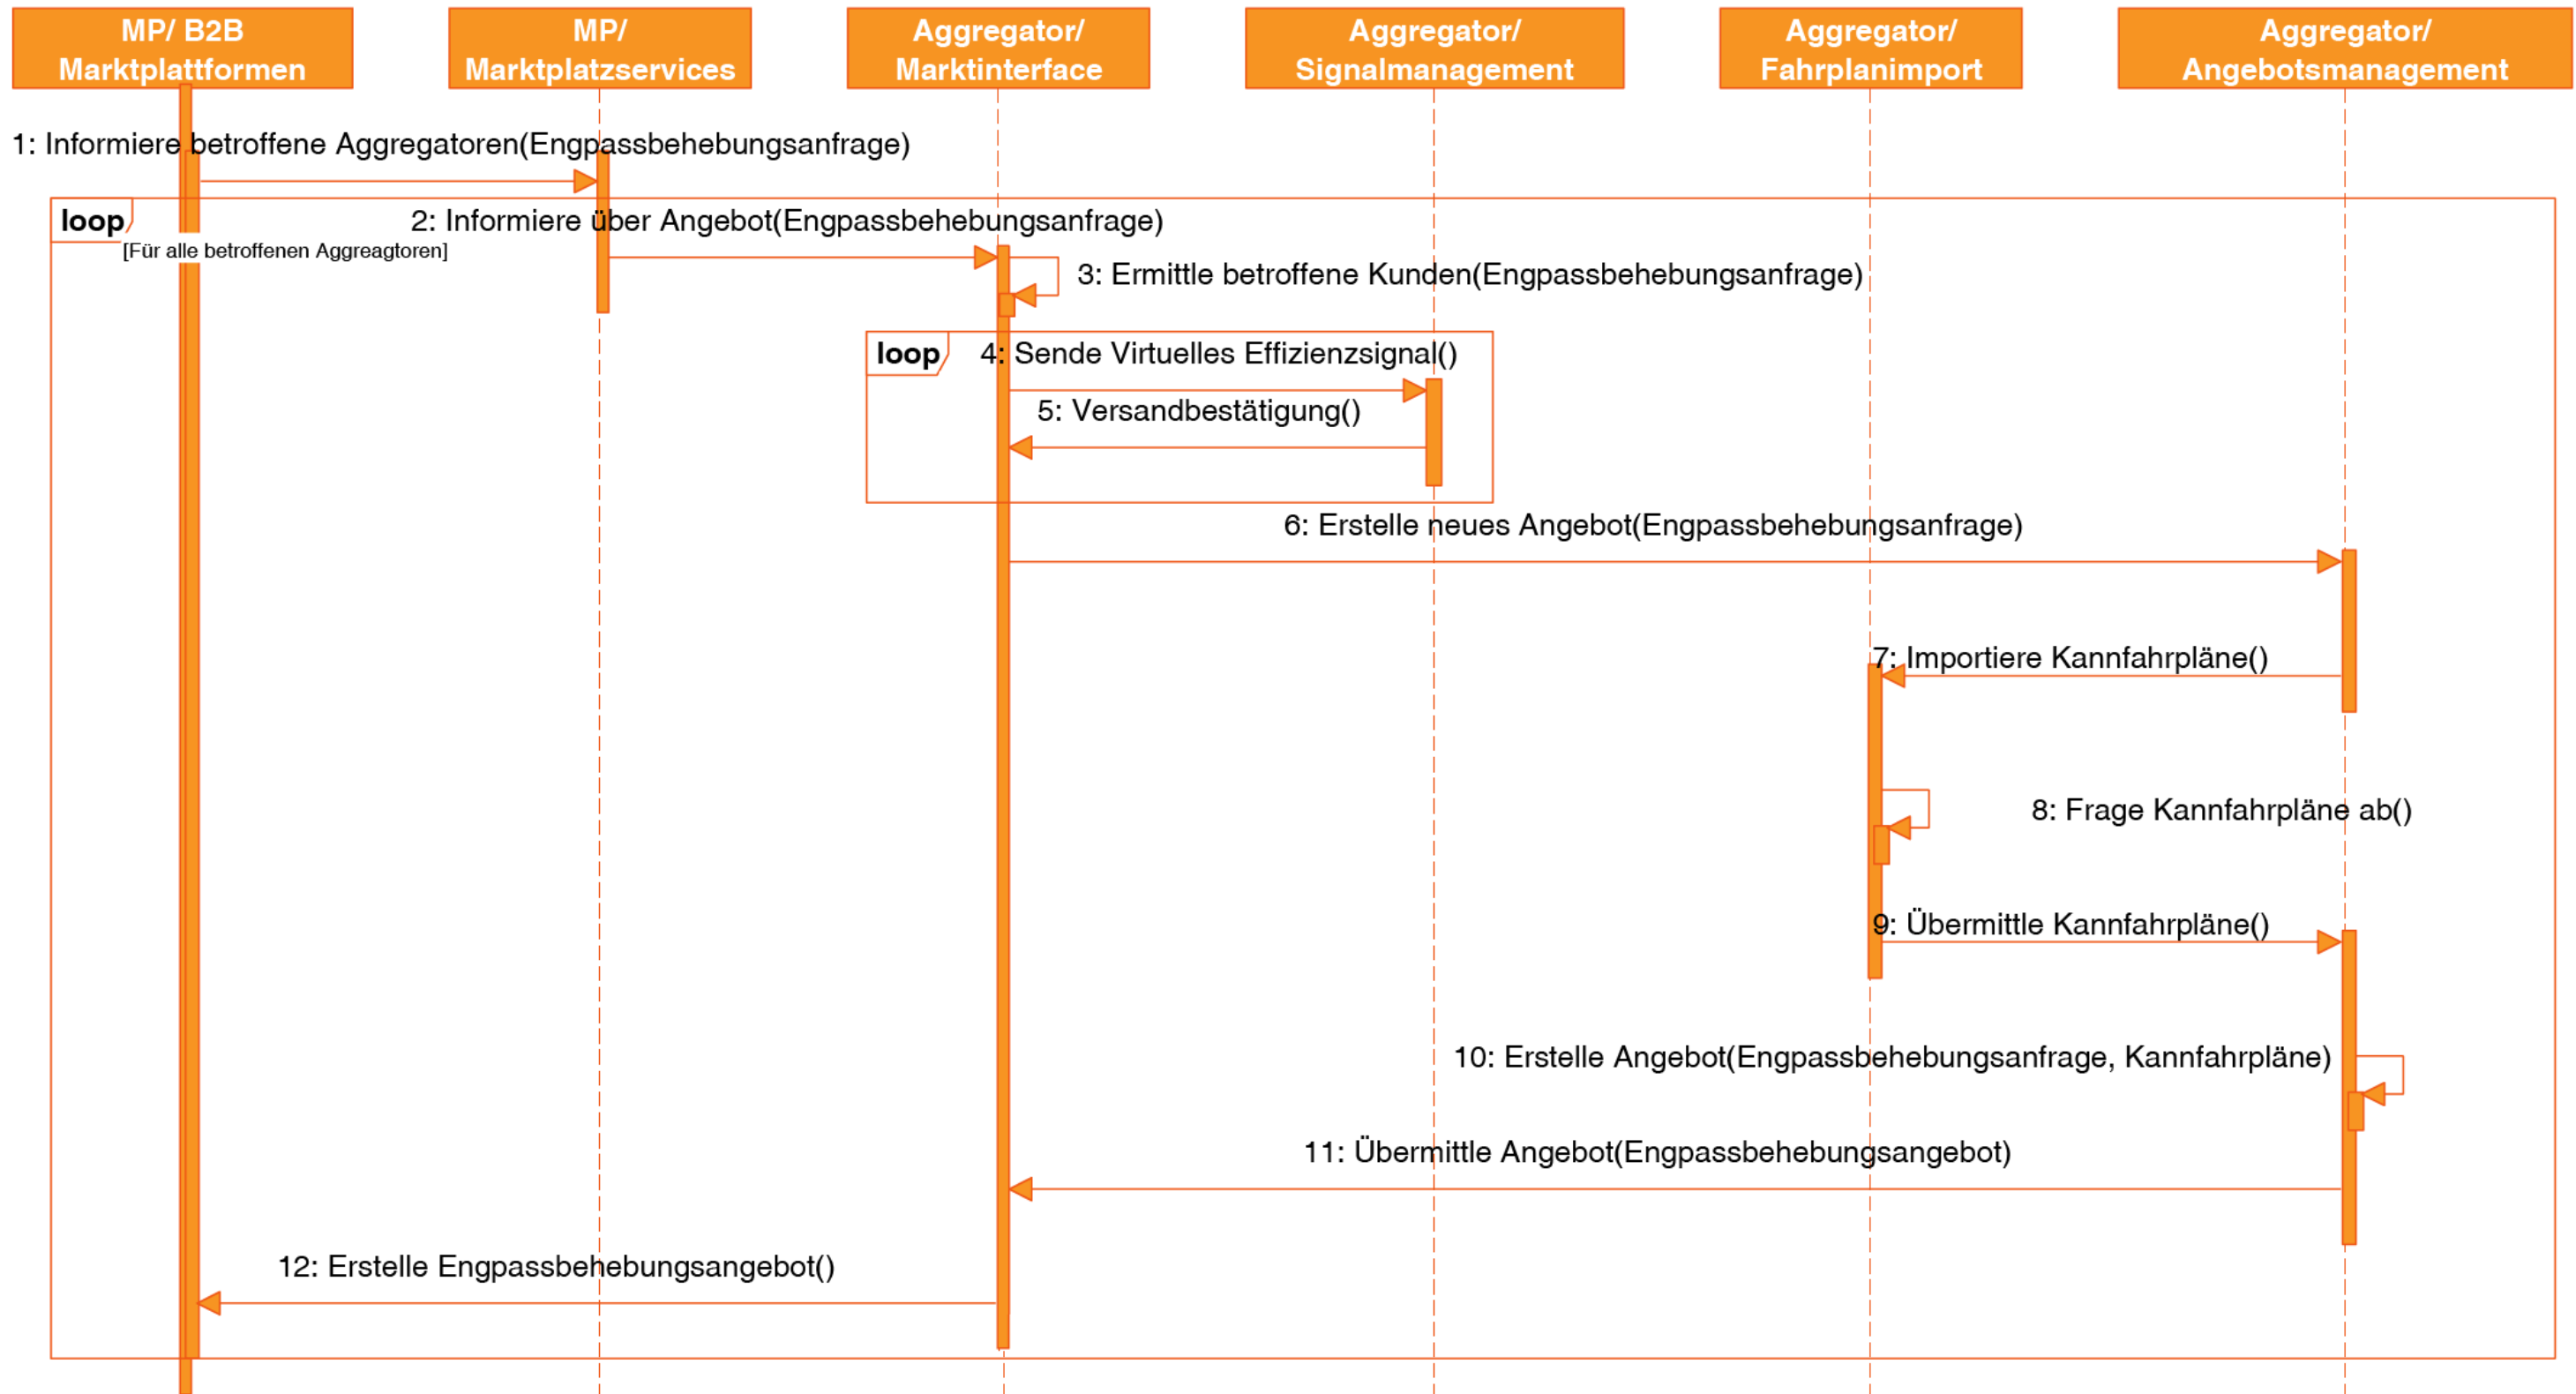 MP/ B2B
Marktplattformen
MP/
Marktplatzservices
Aggregator/
Marktinterface
Aggregator/
Signalmanagement
Aggregator/
Fahrplanimport
Aggregator/
Angebotsmanagement
1: Informiere betroffene Aggregatoren(Engpassbehebungsanfrage)
loop
2: Informiere über Angebot(Engpassbehebungsanfrage)
[Für alle betroffenen Aggreagtoren]
3: Ermittle betroffene Kunden(Engpassbehebungsanfrage)
loop
4: Sende Virtuelles Effizienzsignal()
5: Versandbestätigung()
6: Erstelle neues Angebot(Engpassbehebungsanfrage)
7: Importiere Kannfahrpläne()
8: Frage Kannfahrpläne ab()
9: Übermittle Kannfahrpläne()
10: Erstelle Angebot(Engpassbehebungsanfrage, Kannfahrpläne)
11: Übermittle Angebot(Engpassbehebungsangebot)
12: Erstelle Engpassbehebungsangebot()